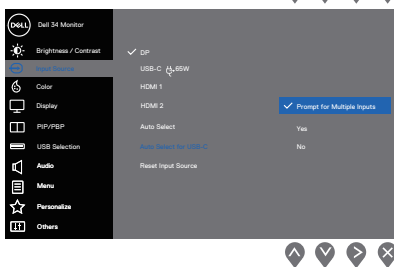 DELL
Dell 34 Monitor
Brightness / Contrast
Input Source
Color
Display
PIP/PBP
USB Selection
Audio
Menu
Personalize
Others
DP
USB-C 65W
HDMI 1
HDMI 2
Auto Select
Auto Select for USB-C
Reset Input Source
Prompt for Multiple Inputs
Yes
No